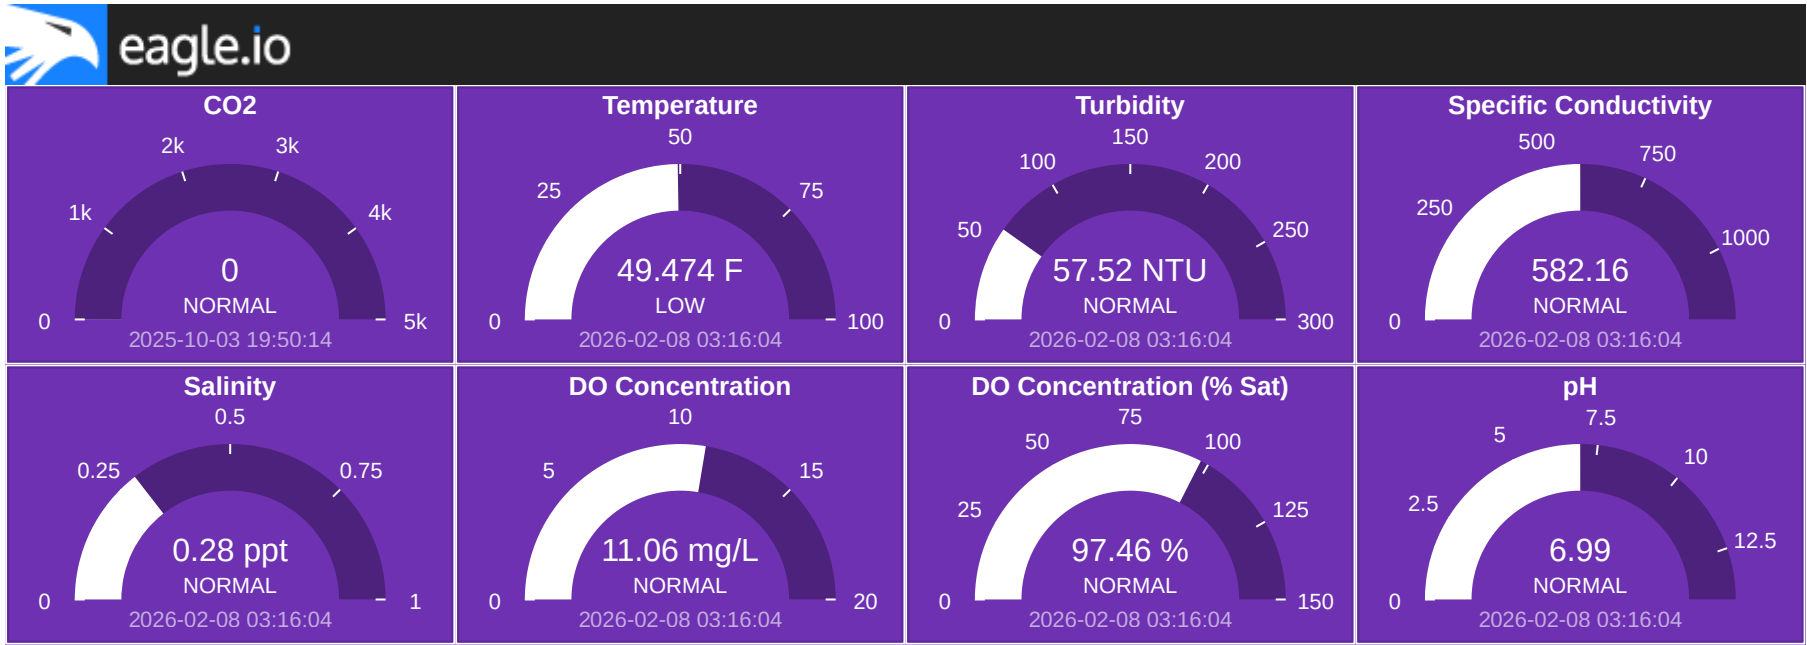 eagle.io
CO2
0
1k
2k
3k
4k
5k
0
NORMAL
2025-10-03 19:50:14
Temperature
0
25
50
75
100
49.474 F
LOW
2026-02-08 03:16:04
Turbidity
0
50
100
150
200
250
300
57.52 NTU
NORMAL
2026-02-08 03:16:04
Specific Conductivity
0
250
500
750
1000
582.16
NORMAL
2026-02-08 03:16:04
Salinity
0
0.25
0.5
0.75
1
0.28 ppt
NORMAL
2026-02-08 03:16:04
DO Concentration
0
5
10
15
20
11.06 mg/L
NORMAL
2026-02-08 03:16:04
DO Concentration (% Sat)
0
25
50
75
100
125
150
97.46 %
NORMAL
2026-02-08 03:16:04
pH
0
2.5
5
7.5
10
12.5
6.99
NORMAL
2026-02-08 03:16:04